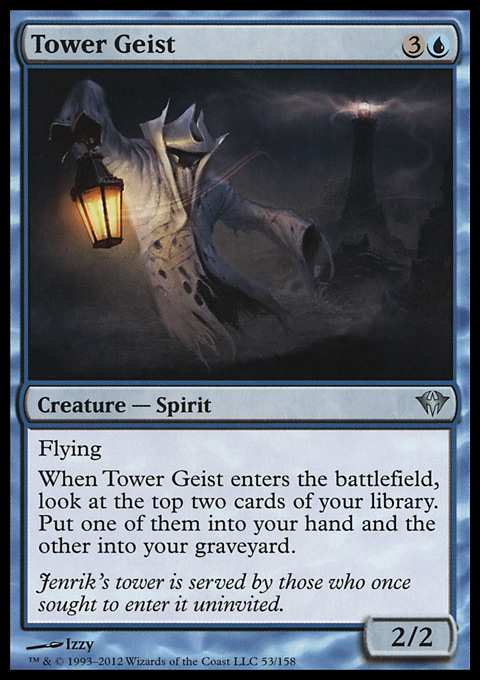 Tower Geist 3
Creature — Spirit
Flying
When Tower Geist enters the battlefield,
look at the top two cards of your library.
Put one of them into your hand and the
other into your graveyard.
Jenrik's tower is served by those who once
sought to enter it uninvited.
Izzy
2/2
™ & © 1993–2012 Wizards of the Coast LLC 53/158